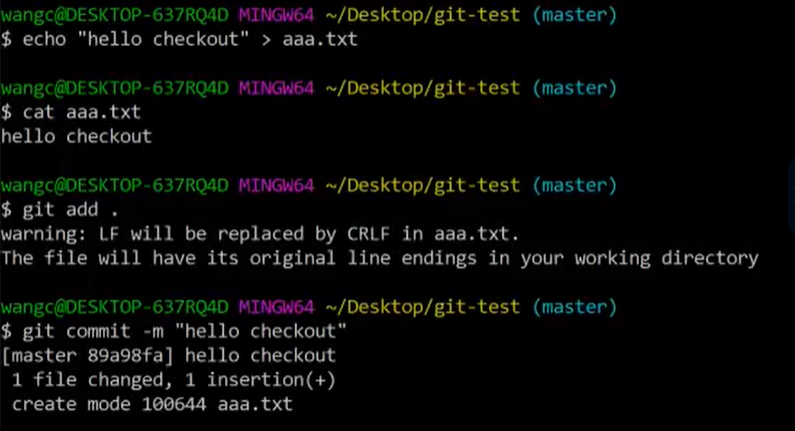 wangc@DESKTOP-637RQ4D MINGW64 ~/Desktop/git-test (master)
$ echo "hello checkout" > aaa.txt
wangc@DESKTOP-637RQ4D MINGW64 ~/Desktop/git-test (master)
$ cat aaa.txt
hello checkout
wangc@DESKTOP-637RQ4D MINGW64 ~/Desktop/git-test (master)
$ git add .
warning: LF will be replaced by CRLF in aaa.txt.
The file will have its original line endings in your working directory
wangc@DESKTOP-637RQ4D MINGW64 ~/Desktop/git-test (master)
$ git commit -m "hello checkout"
[master 89a98fa] hello checkout
 1 file changed, 1 insertion(+)
 create mode 100644 aaa.txt